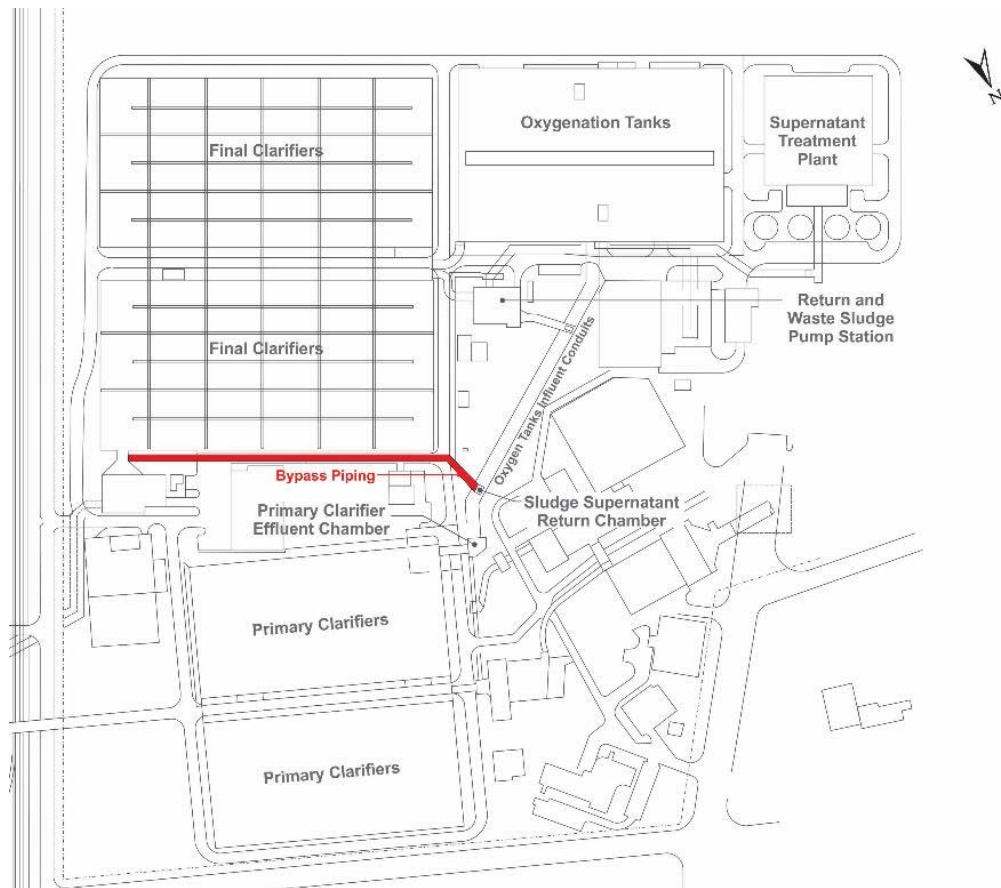 N
Final Clarifiers
Oxygenation Tanks
Supernatant
Treatment
Plant
Return and
Waste Sludge
Pump Station
Final Clarifiers
Oxygen Tanks Influent Conduits
Bypass Piping
Sludge Supernatant
Return Chamber
Primary Clarifier
Effluent Chamber
Primary Clarifiers
Primary Clarifiers